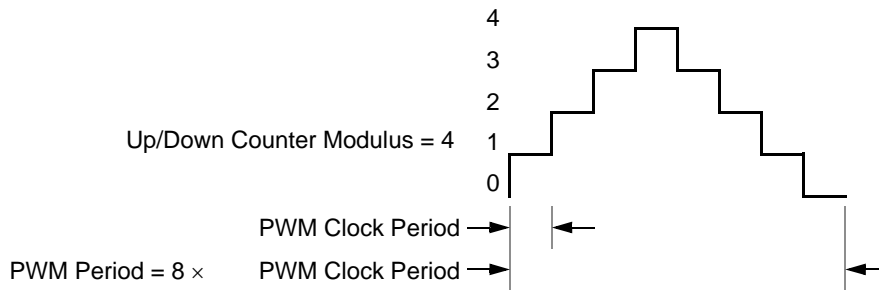 4
3
2
Up/Down Counter Modulus = 4 1
0
PWM Clock Period
PWM Period = 8 × PWM Clock Period